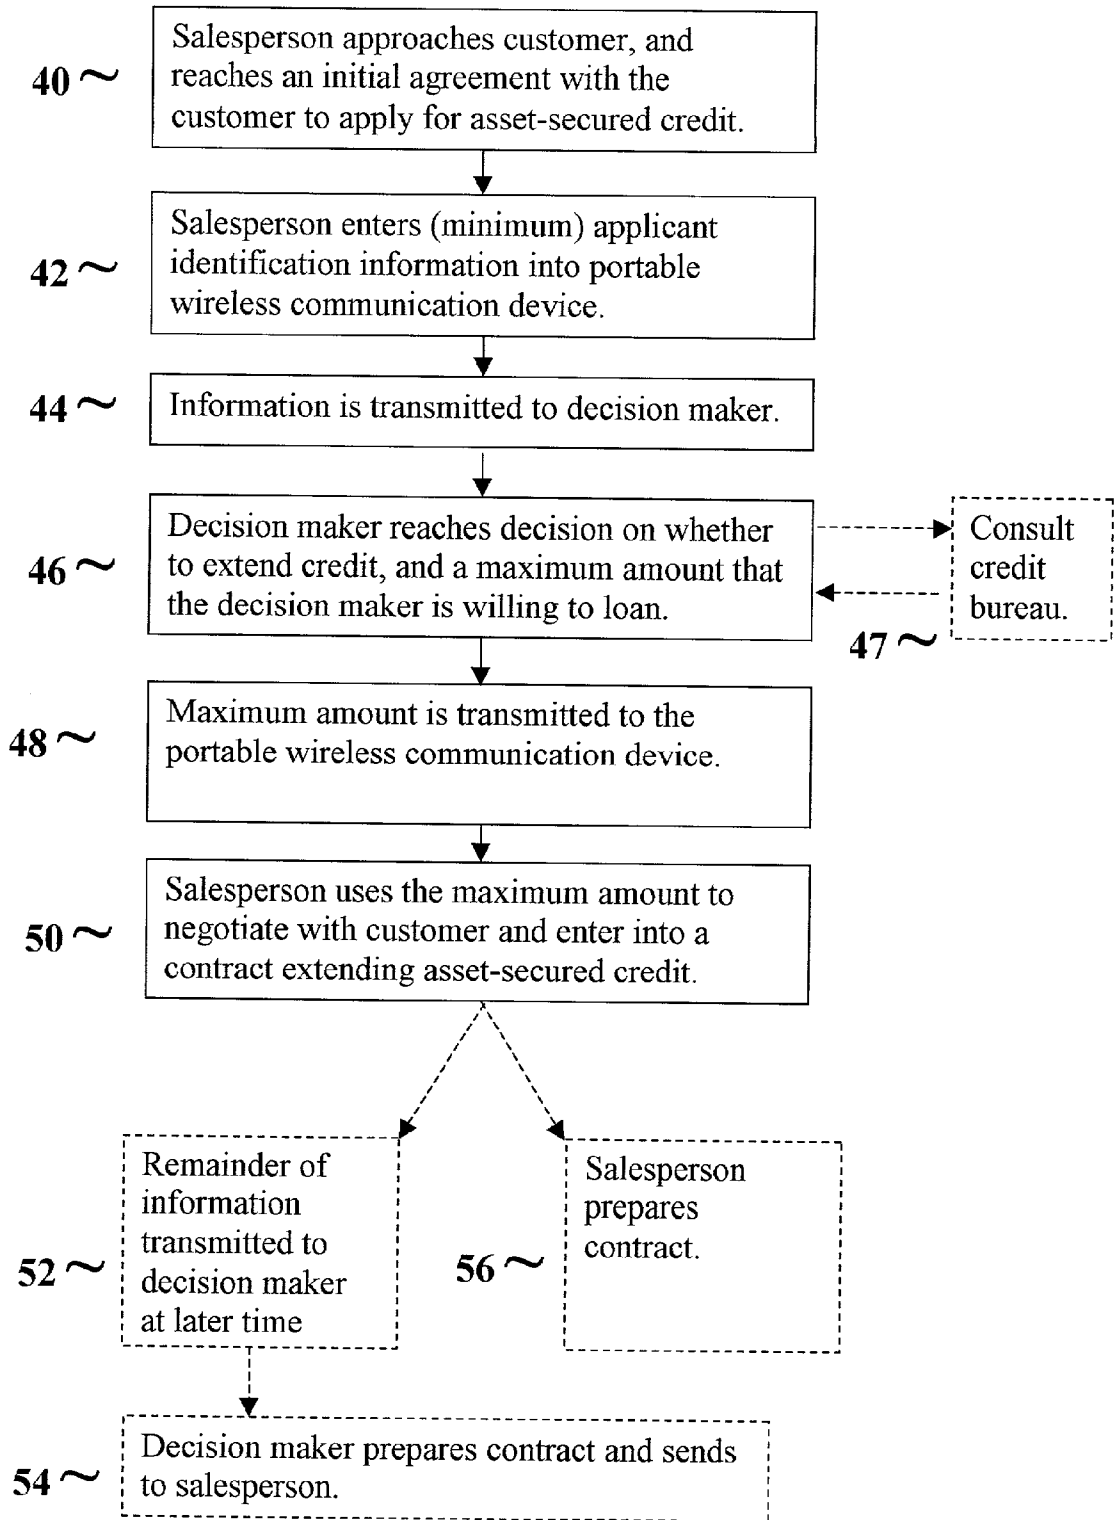 Salesperson approaches customer, and
reaches an initial agreement with the
customer to apply for asset-secured credit.
40 ~
Salesperson enters (minimum) applicant
identification information into portable
wireless communication device.
42 ~
Information is transmitted to decision maker.
44 ~
Decision maker reaches decision on whether
to extend credit, and a maximum amount that
the decision maker is willing to loan.
46 ~
Consult
credit
bureau.
47 ~
Maximum amount is transmitted to the
portable wireless communication device.
48 ~
Salesperson uses the maximum amount to
negotiate with customer and enter into a
contract extending asset-secured credit.
50 ~
Remainder of
information
transmitted to
decision maker
at later time
52 ~
Salesperson
prepares
contract.
56 ~
Decision maker prepares contract and sends
to salesperson.
54 ~